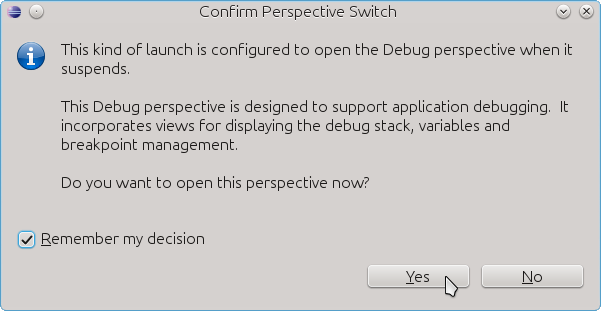 Confirm Perspective Switch
This kind of launch is configured to open the Debug perspective when it
suspends.
This Debug perspective is designed to support application debugging.  It
incorporates views for displaying the debug stack, variables and
breakpoint management.
Do you want to open this perspective now?
Remember my decision
Yes No